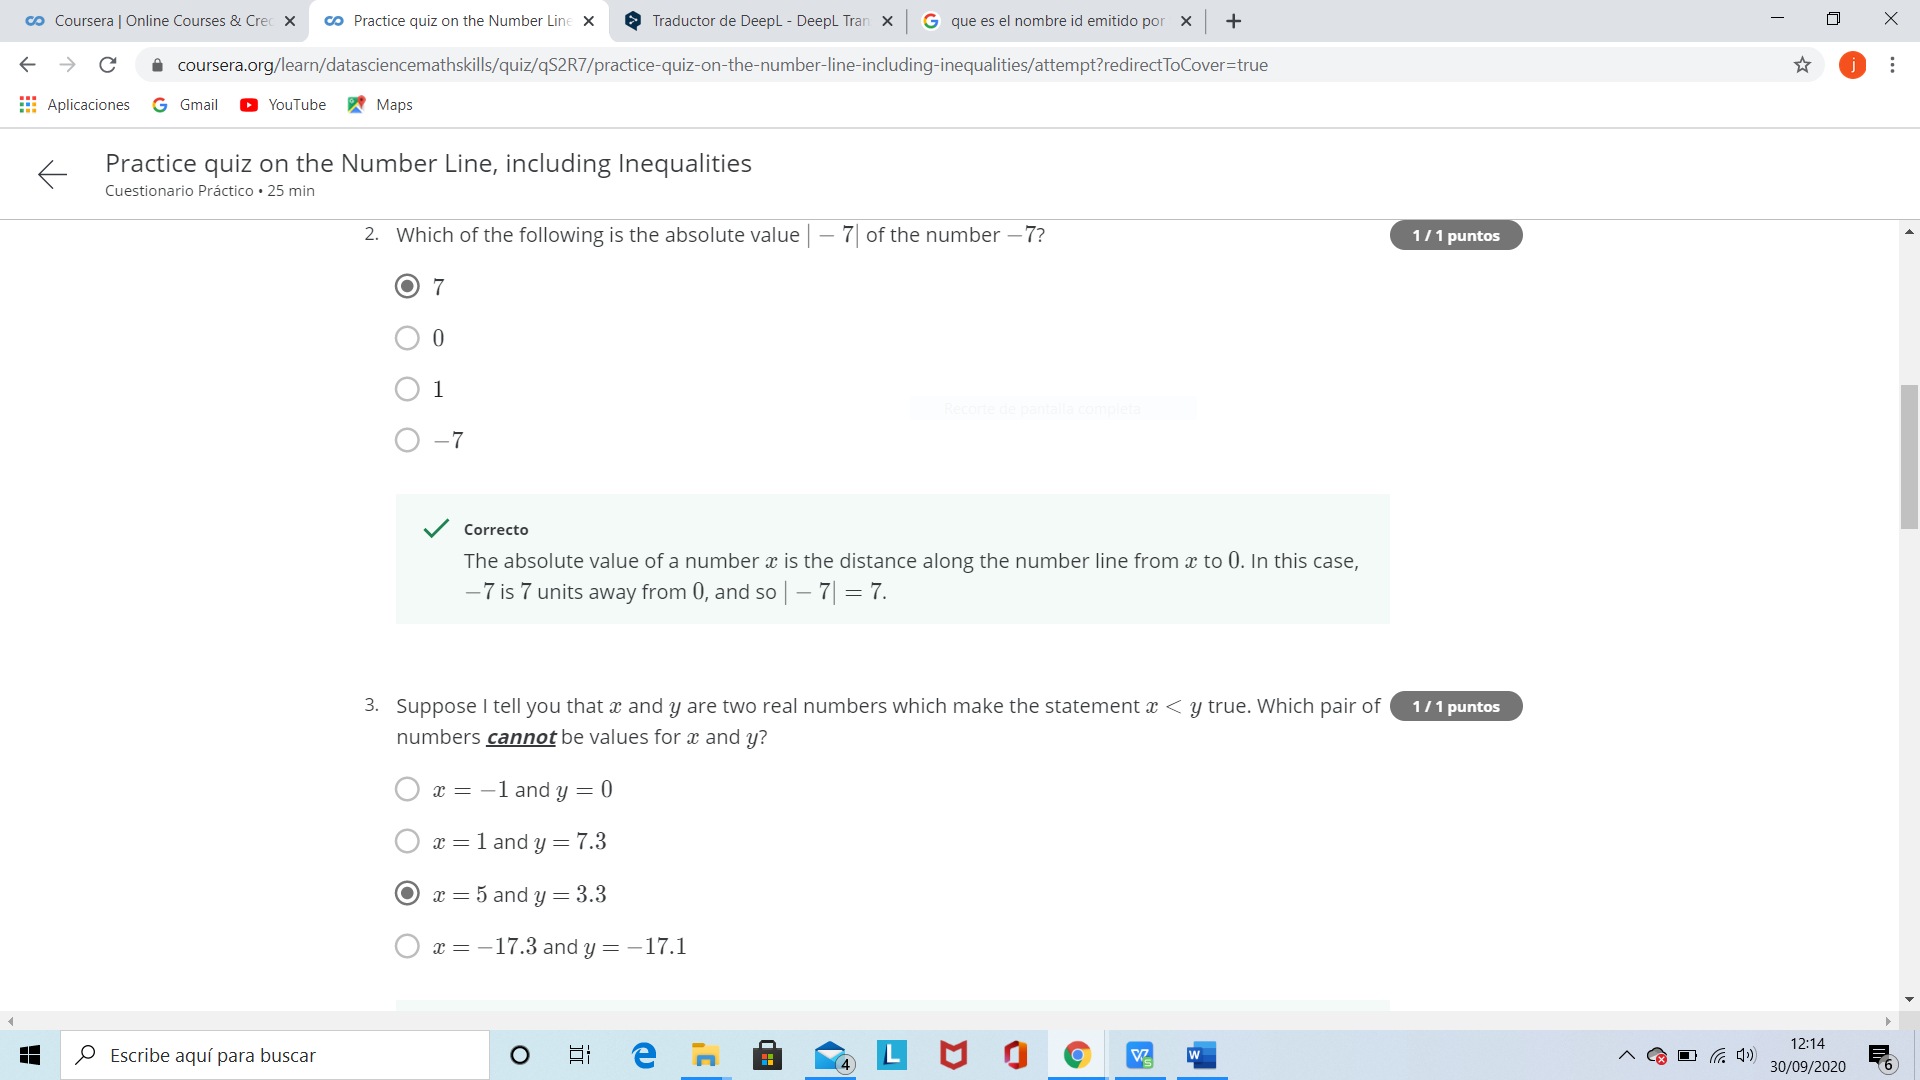 Coursera | Online Courses & Cre
Practice quiz on the Number Line
Traductor de DeepL - DeepL Tran
que es el nombre id emitido por
coursera.org/learn/datasciencemathskills/quiz/qS2R7/practice-quiz-on-the-number-line-including-inequalities/attempt?redirectToCover=true
j
Aplicaciones
Gmail
YouTube
Maps
Practice quiz on the Number Line, including Inequalities
Cuestionario Práctico • 25 min
2. Which of the following is the absolute value | − 7| of the number −7?
1 / 1 puntos
7
0
1
Recorte de pantalla completa
−7
Correcto
The absolute value of a number x is the distance along the number line from x to 0. In this case,
−7 is 7 units away from 0, and so | − 7| = 7.
3. Suppose I tell you that x and y are two real numbers which make the statement x < y true. Which pair of
1 / 1 puntos
numbers cannot be values for x and y?
x = −1 and y = 0
x = 1 and y = 7.3
x = 5 and y = 3.3
x = −17.3 and y = −17.1
Escribe aquí para buscar
4
L
W
12:14
30/09/2020
6